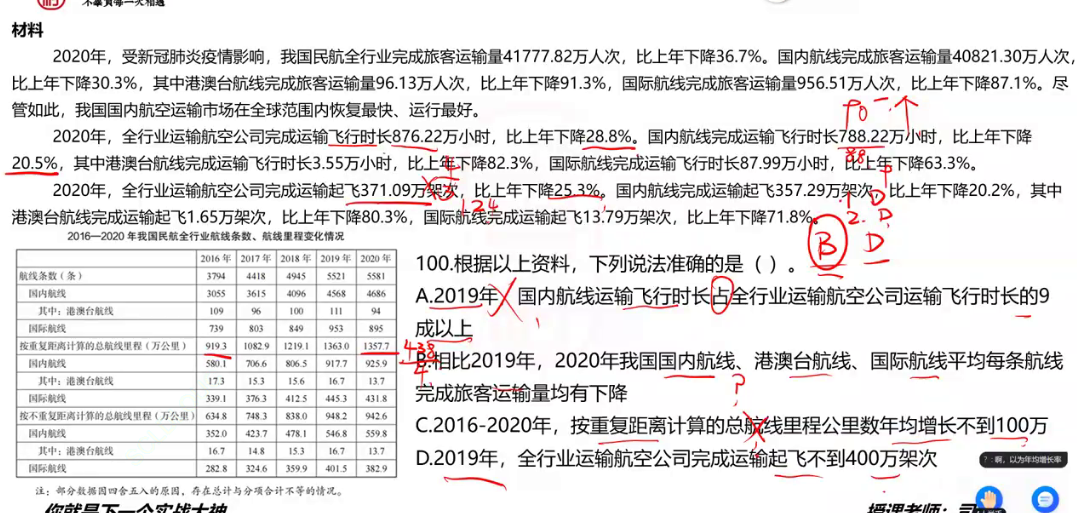 不辜负每一次相遇
材料
2020年，受新冠肺炎疫情影响，我国民航全行业完成旅客运输量41777.82万人次，比上年下降36.7%。国内航线完成旅客运输量40821.30万人次，
比上年下降30.3%，其中港澳台航线完成旅客运输量96.13万人次，比上年下降91.3%，国际航线完成旅客运输量956.51万人次，比上年下降87.1%。尽
管如此，我国国内航空运输市场在全球范围内恢复最快、运行最好。
2020年，全行业运输航空公司完成运输飞行时长876.22万小时，比上年下降28.8%。国内航线完成运输飞行时长788.22万小时，比上年下降
20.5%，其中港澳台航线完成运输飞行时长3.55万小时，比上年下降82.3%，国际航线完成运输飞行时长87.99万小时，比上年下降63.3%。
2020年，全行业运输航空公司完成运输起飞371.09万架次，比上年下降25.3%。国内航线完成运输起飞357.29万架次，比上年下降20.2%，其中
港澳台航线完成运输起飞1.65万架次，比上年下降80.3%，国际航线完成运输起飞13.79万架次，比上年下降71.8%。
90% 88
4 3 124
1. D
2. D
B D
2016—2020年我国民航全行业航线条数、航线里程变化情况
2016年 2017年 2018年 2019年 2020年
航线条数（条） 3794 4418 4945 5521 5581
国内航线 3055 3615 4096 4568 4686
其中：港澳台航线 109 96 100 111 94
国际航线 739 803 849 953 895
按重复距离计算的总航线里程（万公里） 919.3 1082.9 1219.1 1363.0 1357.7
国内航线 580.1 706.6 806.5 917.7 925.9
其中：港澳台航线 17.3 15.3 15.6 16.7 13.7
国际航线 339.1 376.3 412.5 445.3 431.8
按不重复距离计算的总航线里程（万公里） 634.8 748.3 838.0 948.2 942.6
国内航线 352.0 423.7 478.1 546.8 559.8
其中：港澳台航线 16.7 14.8 15.3 16.7 13.7
国际航线 282.8 324.6 359.9 401.5 382.9
注：部分数据因四舍五入的原因，存在总计与分项合计不等的情况。
438
4
100.根据以上资料，下列说法准确的是（ ）。
A.2019年，国内航线运输飞行时长占全行业运输航空公司运输飞行时长的9
成以上
B.相比2019年，2020年我国国内航线、港澳台航线、国际航线平均每条航线
完成旅客运输量均有下降
?
C.2016-2020年，按重复距离计算的总航线里程公里数年均增长不到100万
D.2019年，全行业运输航空公司完成运输起飞不到400万架次
?：啊，以为年均增长率
你就是下一个实战大神
授课老师：